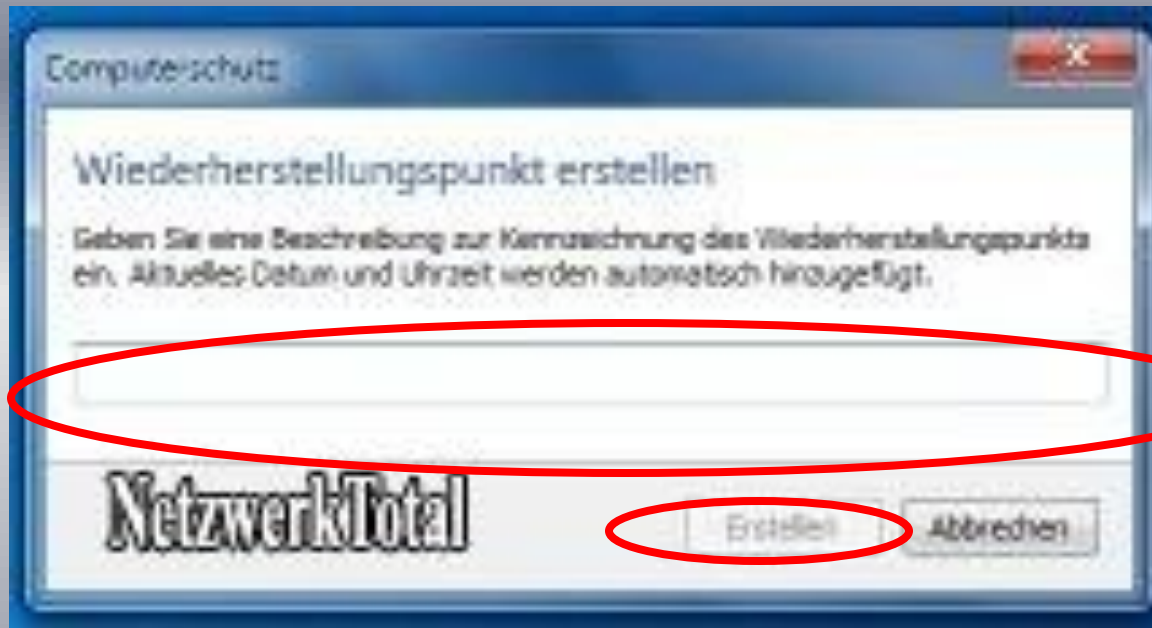 Computerschutz
Wiederherstellungspunkt erstellen
Geben Sie eine Beschreibung zur Kennzeichnung des Wiederherstellungspunkts
ein. Aktuelles Datum und Uhrzeit werden automatisch hinzugefügt.
NetzwerkTotal
Erstellen
Abbrechen